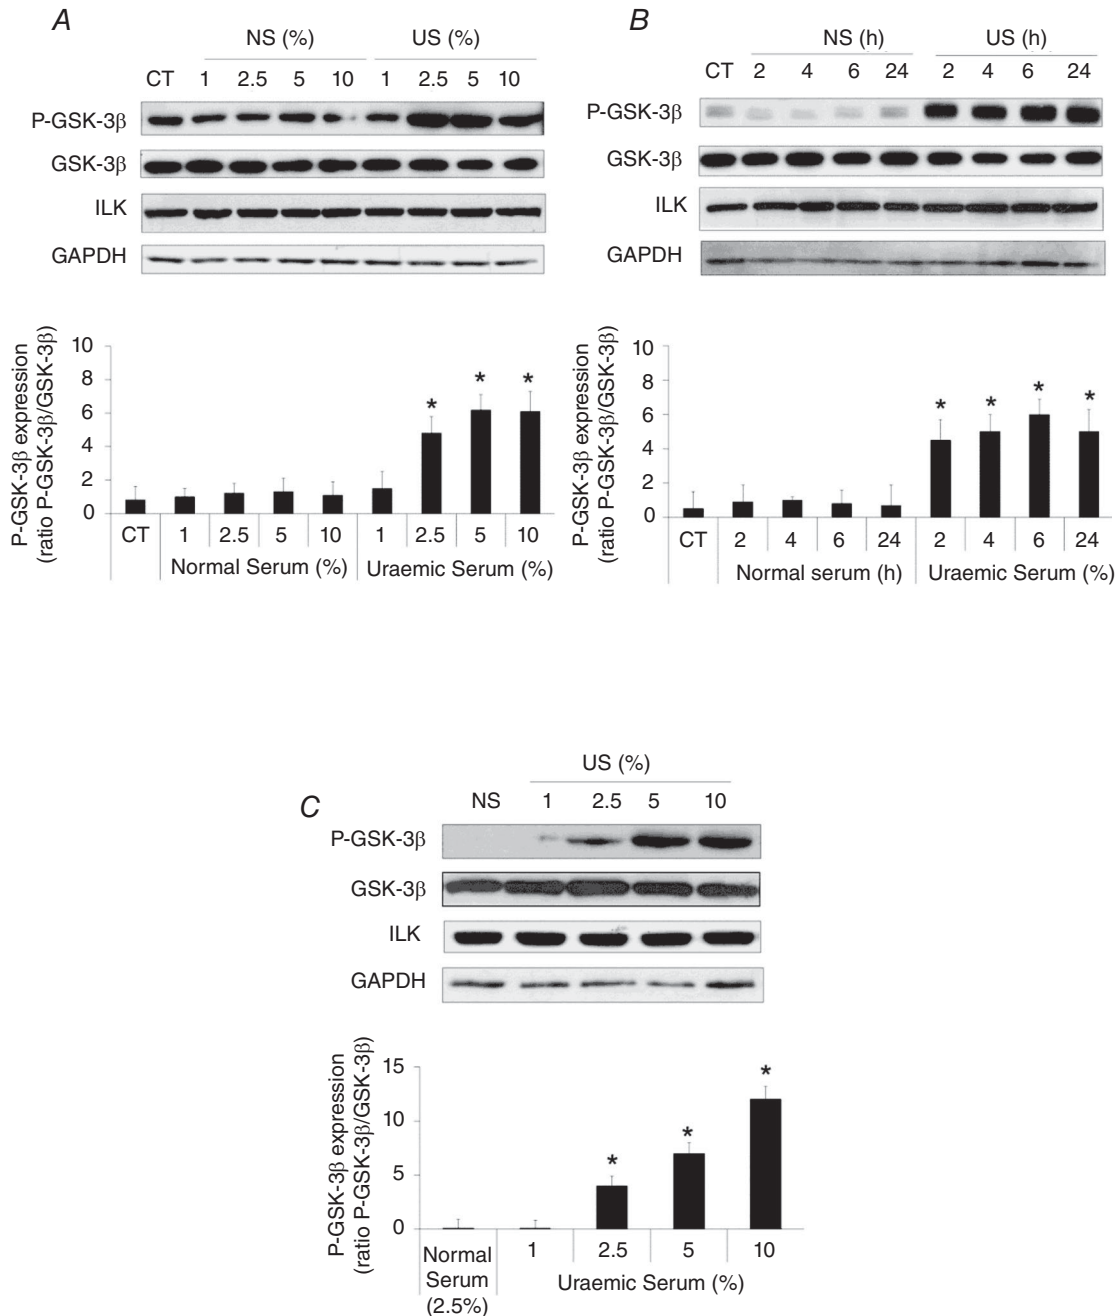 A
NS (%) US (%)
CT 1 2.5 5 10 1 2.5 5 10
P-GSK-3β
GSK-3β
ILK
GAPDH
P-GSK-3β expression
(ratio P-GSK-3β/GSK-3β)
10
8
6
4
2
0
* * *
CT 1 2.5 5 10 1 2.5 5 10
Normal Serum (%) Uraemic Serum (%)
B
NS (h) US (h)
CT 2 4 6 24 2 4 6 24
P-GSK-3β
GSK-3β
ILK
GAPDH
P-GSK-3β expression
(ratio P-GSK-3β/GSK-3β)
10
8
6
4
2
0
* * * *
CT 2 4 6 24 2 4 6 24
Normal serum (h) Uraemic Serum (%)
C
US (%)
NS 1 2.5 5 10
P-GSK-3β
GSK-3β
ILK
GAPDH
P-GSK-3β expression
(ratio P-GSK-3β/GSK-3β)
15
10
5
0
* * *
Normal
Serum
(2.5%)
1 2.5 5 10
Uraemic Serum (%)